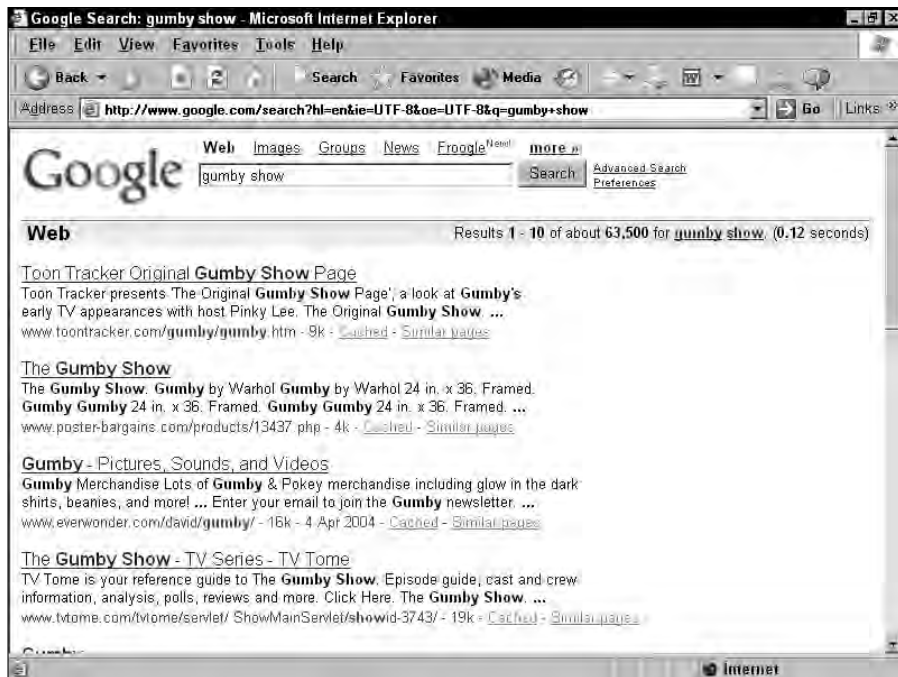 Google Search: gumby show - Microsoft Internet Explorer
File Edit View Favorites Tools Help
Back Search Favorites Media
Address http://www.google.com/search?hl=en&ie=UTF-8&oe=UTF-8&q=gumby+show Go Links »
Web Images Groups News Froogle New! more »
Google gumby show Search Advanced Search
Preferences
Web Results 1 - 10 of about 63,500 for gumby show. (0.12 seconds)
Toon Tracker Original Gumby Show Page
Toon Tracker presents 'The Original Gumby Show Page', a look at Gumby's
early TV appearances with host Pinky Lee. The Original Gumby Show. ...
www.toontracker.com/gumby/gumby.htm - 9k - Cached - Similar pages
The Gumby Show
The Gumby Show. Gumby by Warhol Gumby by Warhol 24 in. x 36. Framed.
Gumby Gumby 24 in. x 36. Framed. Gumby Gumby 24 in. x 36. Framed. ...
www.poster-bargains.com/products/13437 php - 4k - Cached - Similar pages
Gumby - Pictures, Sounds, and Videos
Gumby Merchandise Lots of Gumby & Pokey merchandise including glow in the dark
shirts, beanies, and more! ... Enter your email to join the Gumby newsletter. ...
www.everwonder.com/david/gumby/ - 16k - 4 Apr 2004 - Cached - Similar pages
The Gumby Show - TV Series - TV Tome
TV Tome is your reference guide to The Gumby Show. Episode guide, cast and crew
information, analysis, polls, reviews and more. Click Here. The Gumby Show. ...
www.tvtome.com/tvtome/servlet/ ShowMainServlet/showid-3743/ - 19k - Cached - Similar pages
Internet